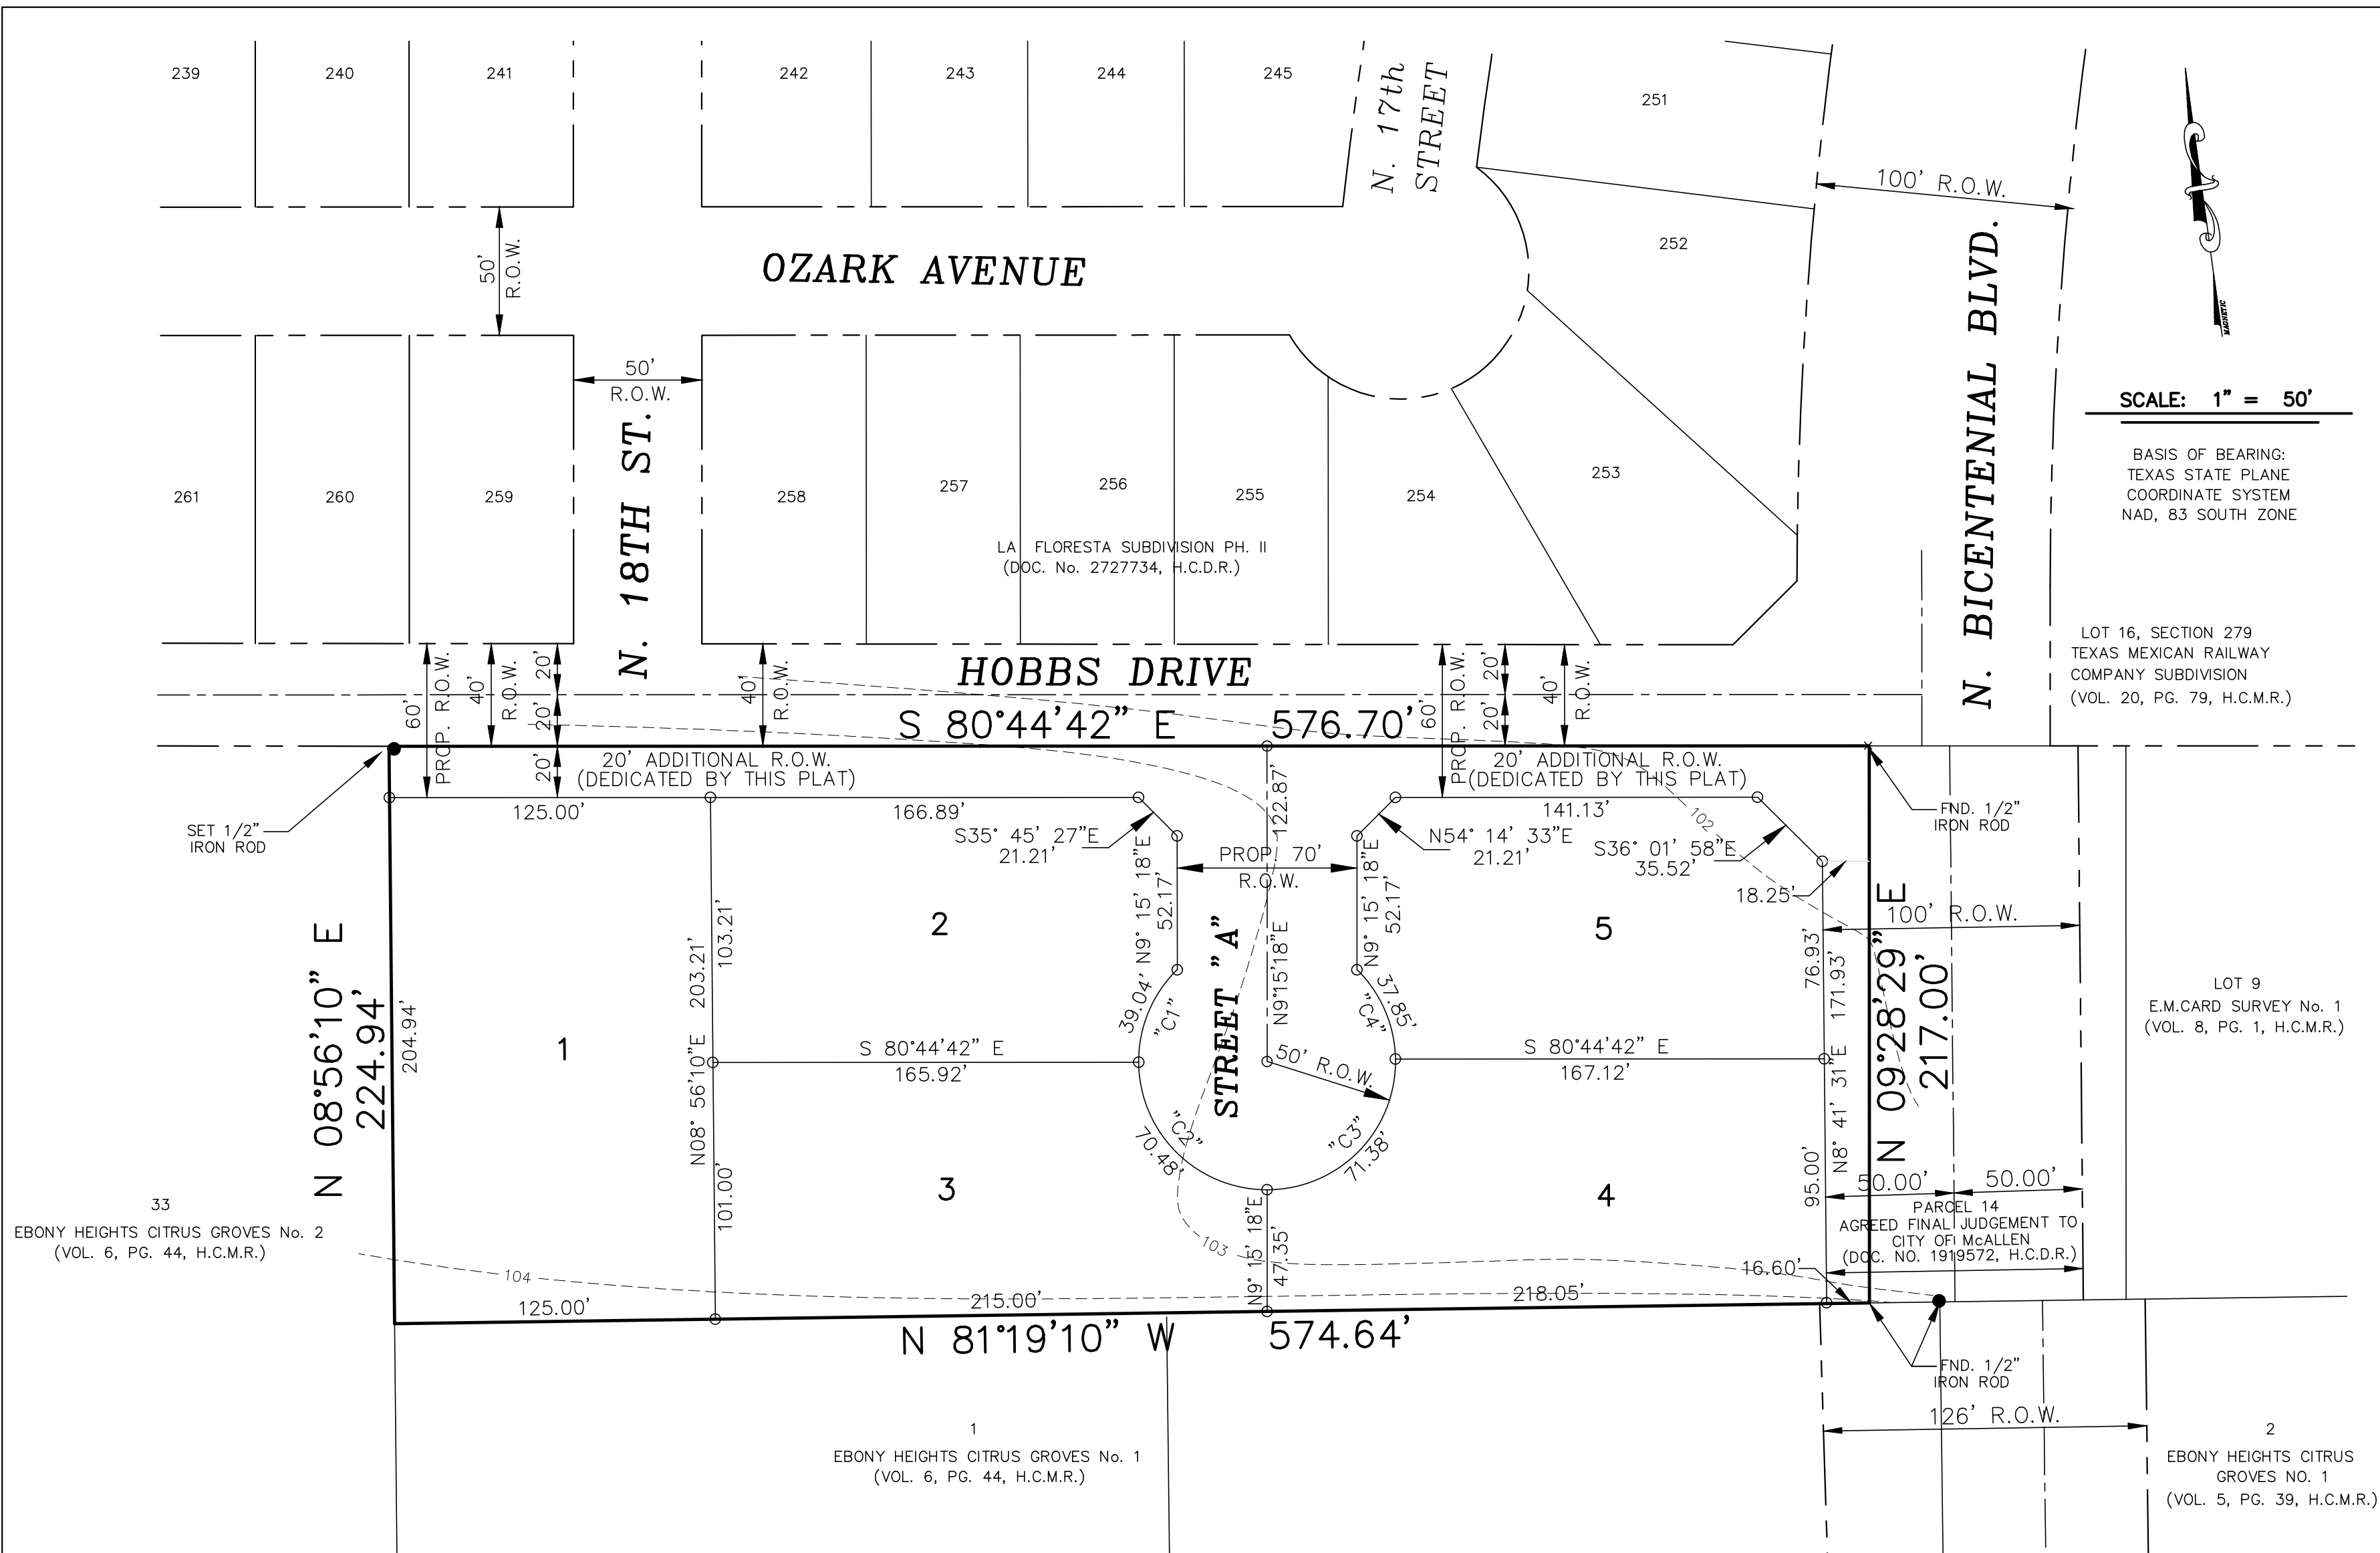 239
240
241
242
243
244
245
N. 17th
STREET
251
252
100' R.O.W.
50'
R.O.W.
OZARK AVENUE
50'
R.O.W.
N. 18TH ST.
N. BICENTENIAL BLVD.
MAGNETIC
SCALE: 1" = 50'
BASIS OF BEARING:
TEXAS STATE PLANE
COORDINATE SYSTEM
NAD, 83 SOUTH ZONE
261
260
259
258
257
256
255
254
253
LA FLORESTA SUBDIVISION PH. II
(DOC. No. 2727734, H.C.D.R.)
LOT 16, SECTION 279
TEXAS MEXICAN RAILWAY
COMPANY SUBDIVISION
(VOL. 20, PG. 79, H.C.M.R.)
60'
PROP. R.O.W.
40'
R.O.W.
20'
20'
20'
40'
R.O.W.
HOBBS DRIVE
60'
PROP. R.O.W.
20'
20'
40'
R.O.W.
S 80°44'42" E 576.70'
20' ADDITIONAL R.O.W.
(DEDICATED BY THIS PLAT)
20' ADDITIONAL R.O.W.
(DEDICATED BY THIS PLAT)
SET 1/2"
IRON ROD
125.00'
166.89'
S35° 45' 27"E
21.21'
122.87'
N54° 14' 33"E
21.21'
141.13'
S36° 01' 58"E
35.52'
102
18.25'
FND. 1/2"
IRON ROD
PROP. 70'
R.O.W.
N9° 15' 18"E
52.17'
N9° 15' 18"E
52.17'
2
5
103.21'
N08° 56'10"E 203.21'
101.00'
N 08°56'10" E
224.94'
204.94'
1
39.04'
"C1"
STREET "A"
N9°15'18"E
37.85'
"C4"
50' R.O.W.
S 80°44'42" E
165.92'
S 80°44'42" E
167.12'
76.93'
N8° 41' 31"E 171.93'
95.00'
100' R.O.W.
N 09°28'29" E
217.00'
LOT 9
E.M.CARD SURVEY No. 1
(VOL. 8, PG. 1, H.C.M.R.)
"C2"
70.48'
"C3"
71.38'
3
4
50.00'
50.00'
PARCEL 14
AGREED FINAL JUDGEMENT TO
CITY OF McALLEN
(DOC. NO. 1919572, H.C.D.R.)
33
EBONY HEIGHTS CITRUS GROVES No. 2
(VOL. 6, PG. 44, H.C.M.R.)
104
103
N9° 15' 18"E
47.35'
16.60'
125.00'
215.00'
218.05'
N 81°19'10" W 574.64'
FND. 1/2"
IRON ROD
126' R.O.W.
1
EBONY HEIGHTS CITRUS GROVES No. 1
(VOL. 6, PG. 44, H.C.M.R.)
2
EBONY HEIGHTS CITRUS
GROVES NO. 1
(VOL. 5, PG. 39, H.C.M.R.)